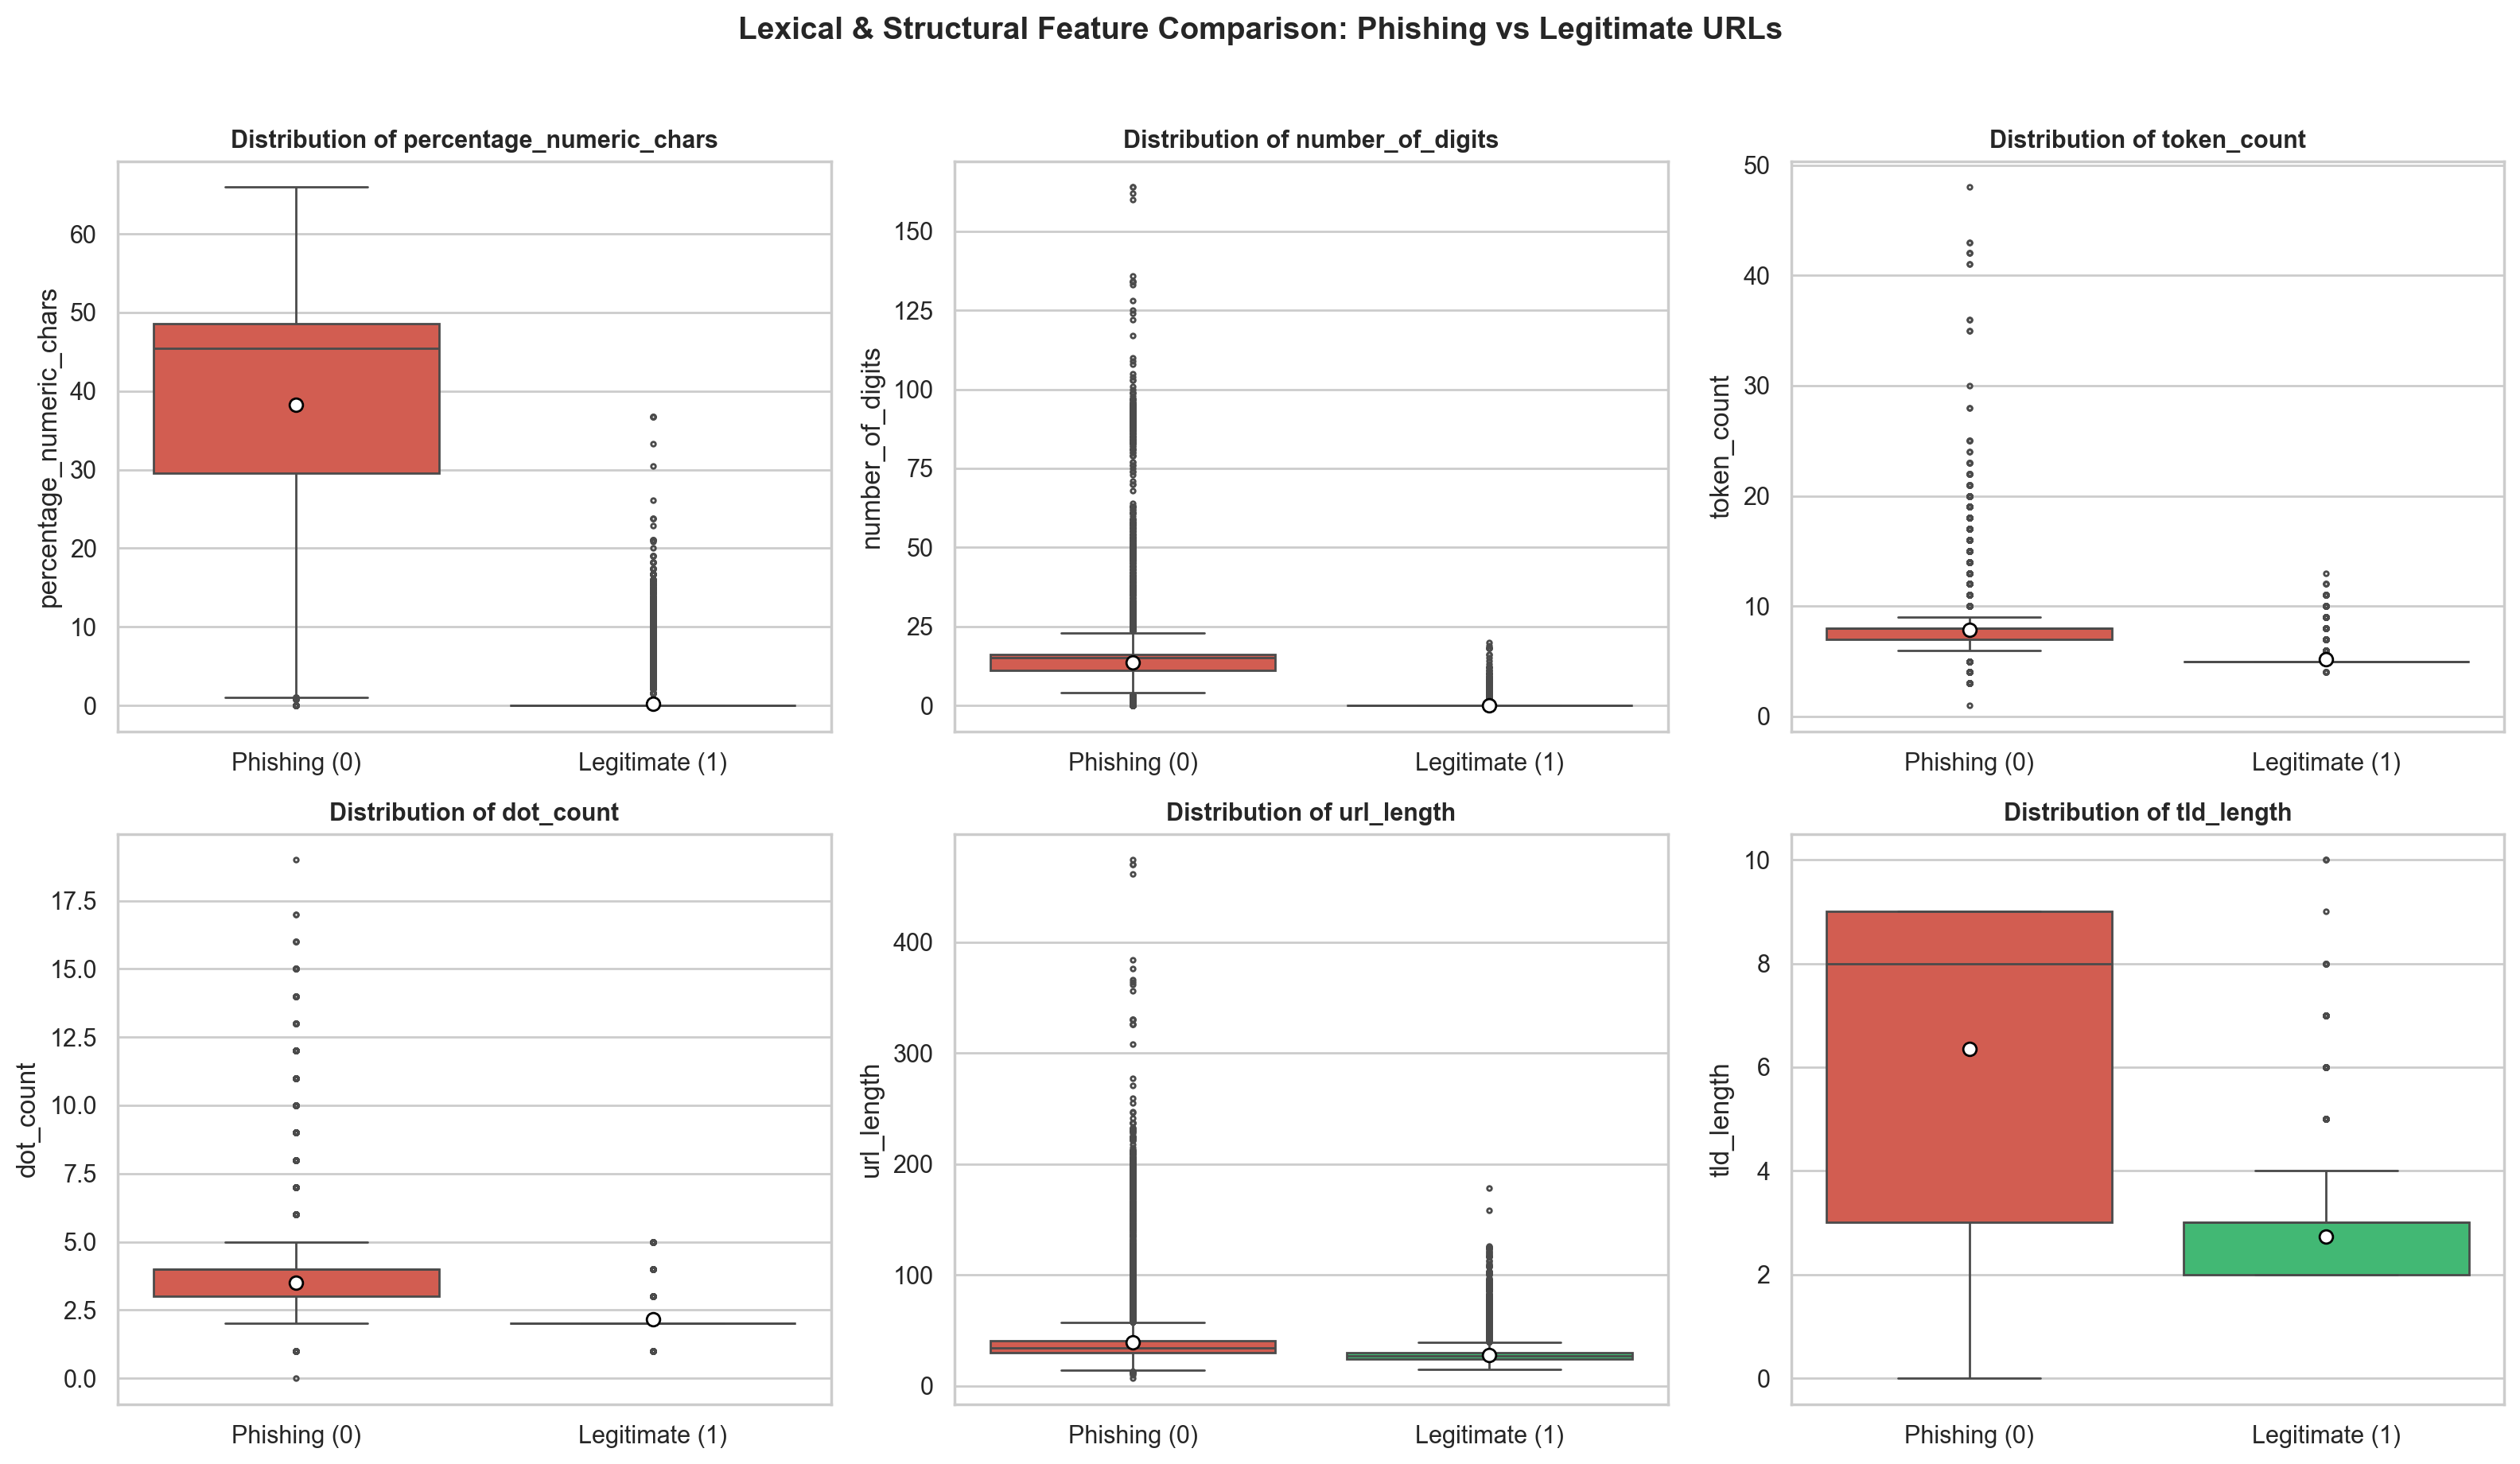 Lexical & Structural Feature Comparison: Phishing vs Legitimate URLs
Distribution of percentage_numeric_chars
percentage_numeric_chars
60
50
40
30
20
10
0
Phishing (0)
Legitimate (1)
Distribution of number_of_digits
number_of_digits
150
125
100
75
50
25
0
Phishing (0)
Legitimate (1)
Distribution of token_count
token_count
50
40
30
20
10
0
Phishing (0)
Legitimate (1)
Distribution of dot_count
dot_count
17.5
15.0
12.5
10.0
7.5
5.0
2.5
0.0
Phishing (0)
Legitimate (1)
Distribution of url_length
url_length
400
300
200
100
0
Phishing (0)
Legitimate (1)
Distribution of tld_length
tld_length
10
8
6
4
2
0
Phishing (0)
Legitimate (1)